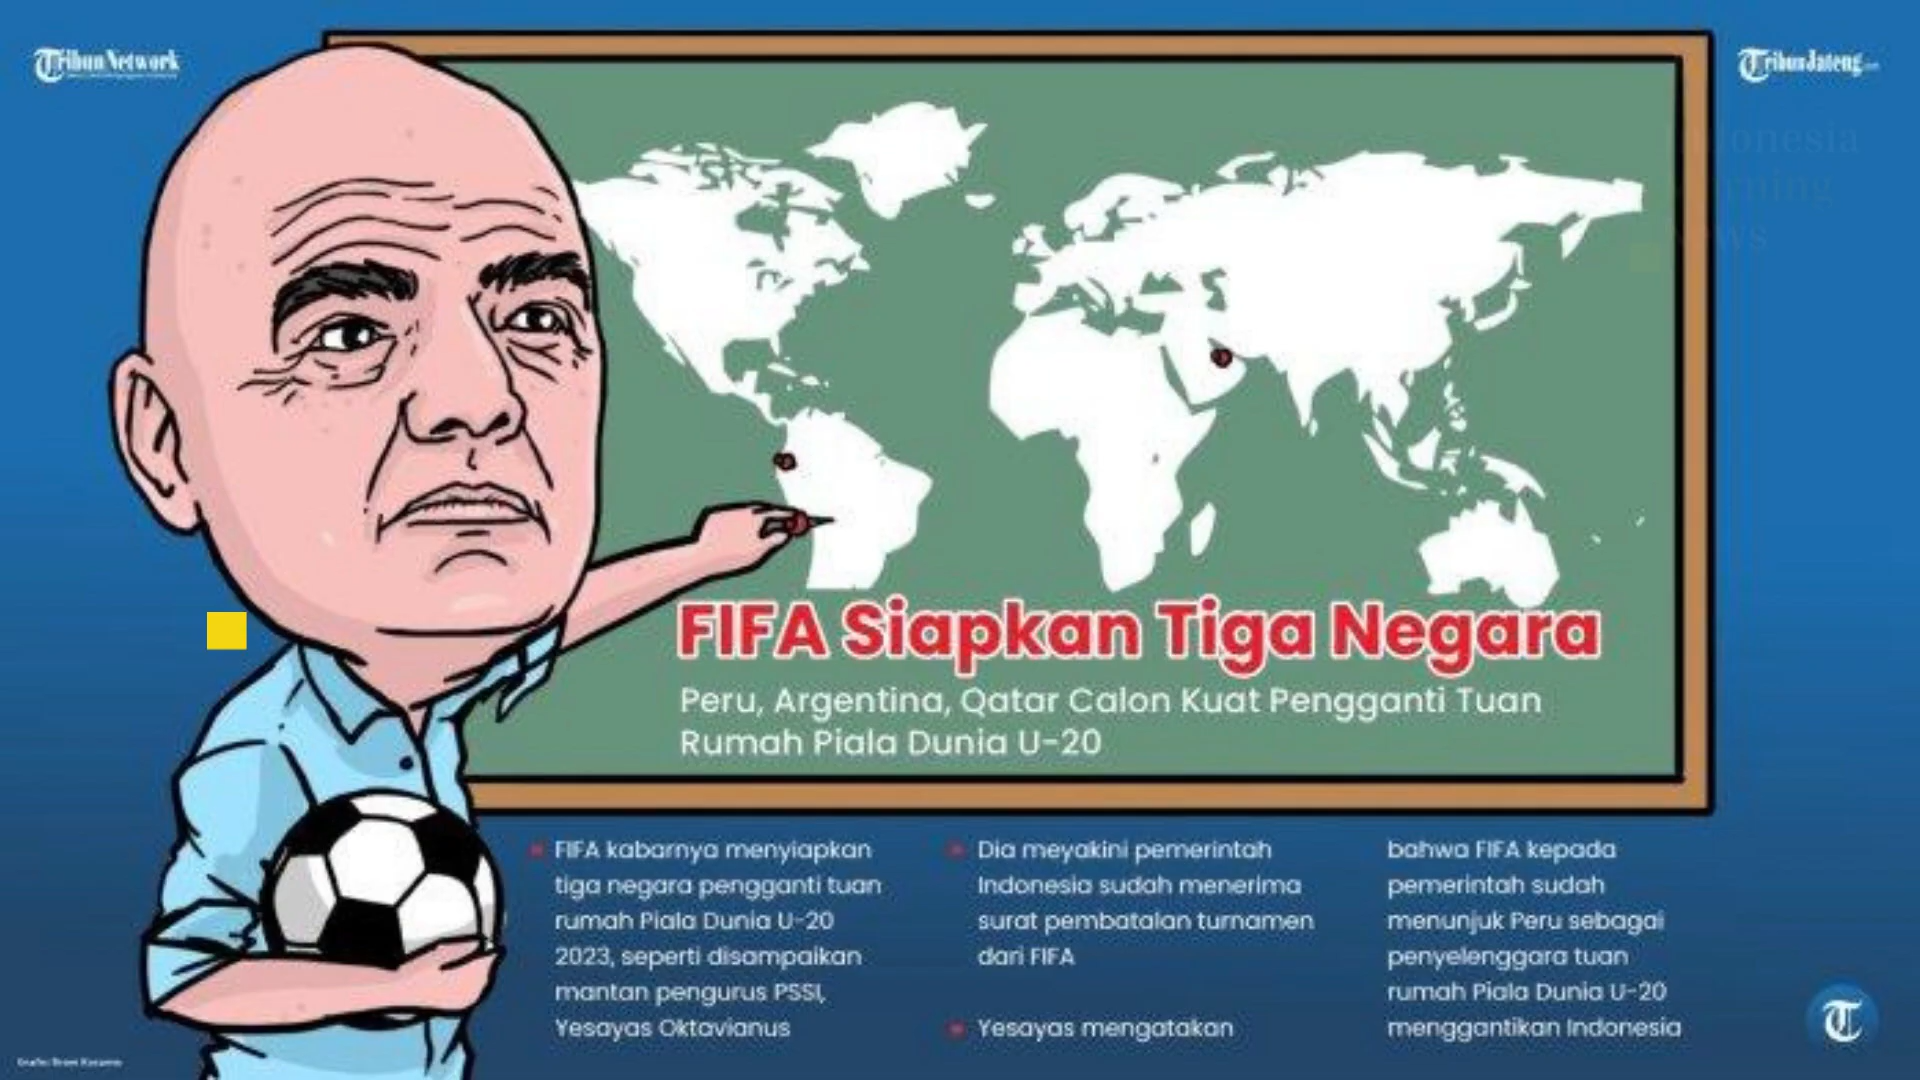 Tribun Network
TribunJateng.com
FIFA Siapkan Tiga Negara
Peru, Argentina, Qatar Calon Kuat Pengganti Tuan
Rumah Piala Dunia U-20
FIFA kabarnya menyiapkan
tiga negara pengganti tuan
rumah Piala Dunia U-20
2023, seperti disampaikan
mantan pengurus PSSI,
Yesayas Oktavianus
Dia meyakini pemerintah
Indonesia sudah menerima
surat pembatalan turnamen
dari FIFA
Yesayas mengatakan
bahwa FIFA kepada
pemerintah sudah
menunjuk Peru sebagai
penyelenggara tuan
rumah Piala Dunia U-20
menggantikan Indonesia
T